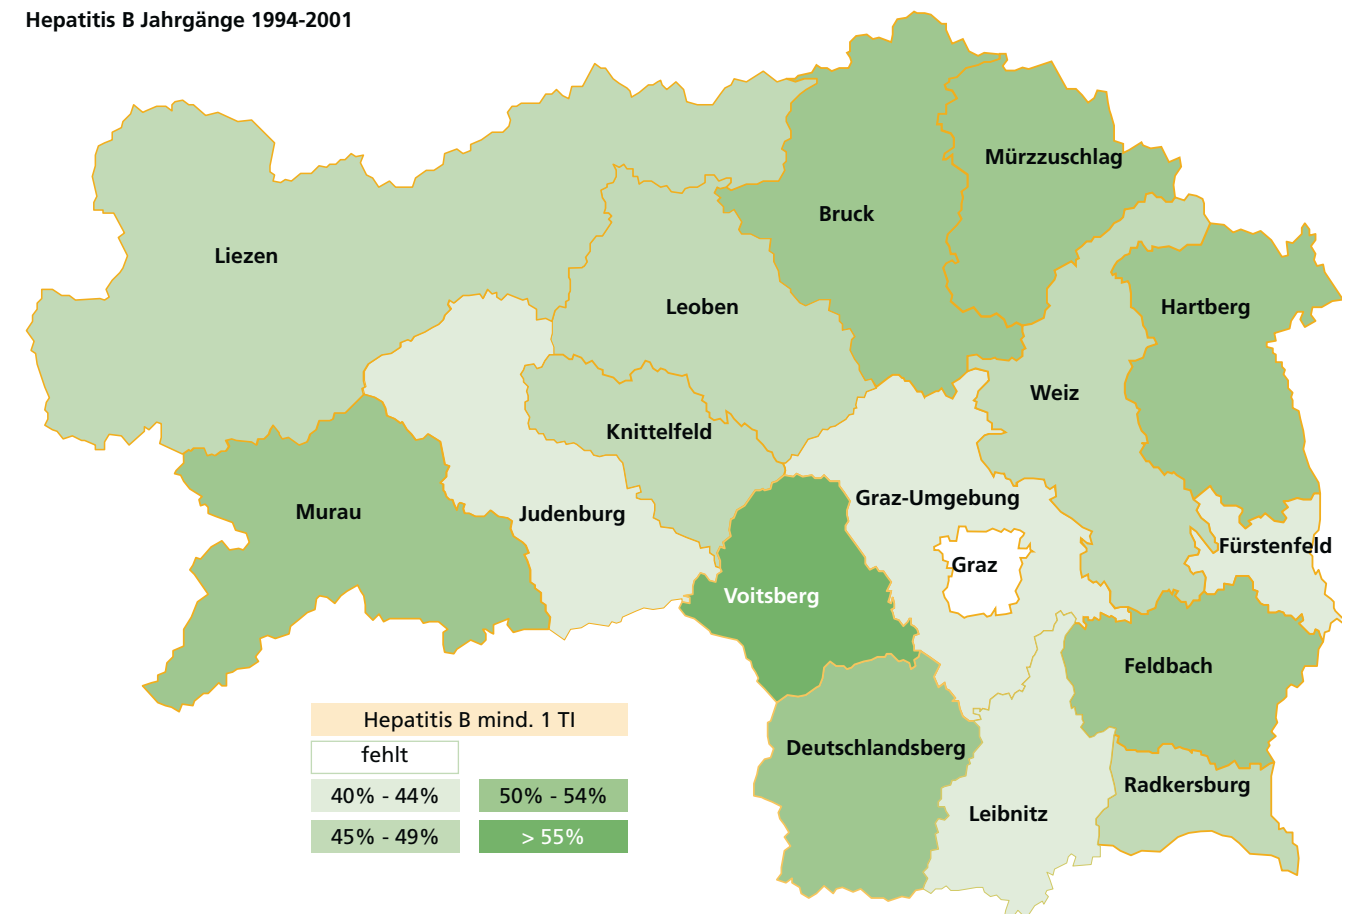 Hepatitis B Jahrgänge 1994-2001
Mürzzuschlag
Bruck
Liezen
Leoben
Hartberg
Weiz
Knittelfeld
Graz-Umgebung
Murau
Judenburg
Fürstenfeld
Graz
Voitsberg
Feldbach
Deutschlandsberg
Radkersburg
Leibnitz
Hepatitis B mind. 1 TI
fehlt
40% - 44%
50% - 54%
45% - 49%
> 55%